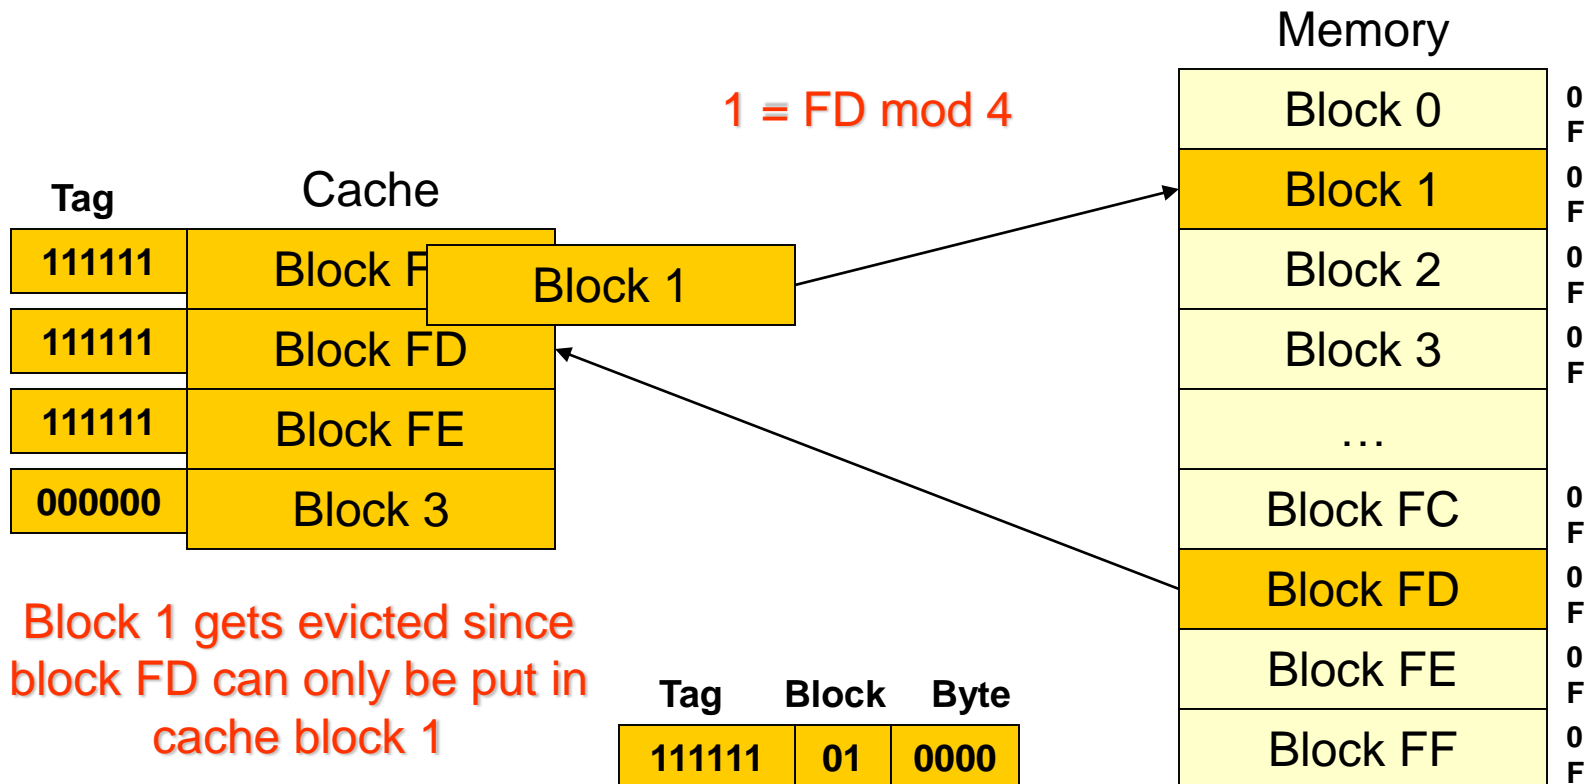 Memory
1 = FD mod 4
Block 0
0
F
Block 1
0
F
Block 2
0
F
Block 3
0
F
…
Block FC
0
F
Block FD
0
F
Block FE
0
F
Block FF
0
F
Tag Cache
111111 Block F
Block 1
111111 Block FD
111111 Block FE
000000 Block 3
Block 1 gets evicted since
block FD can only be put in
cache block 1
Tag Block Byte
111111 01 0000